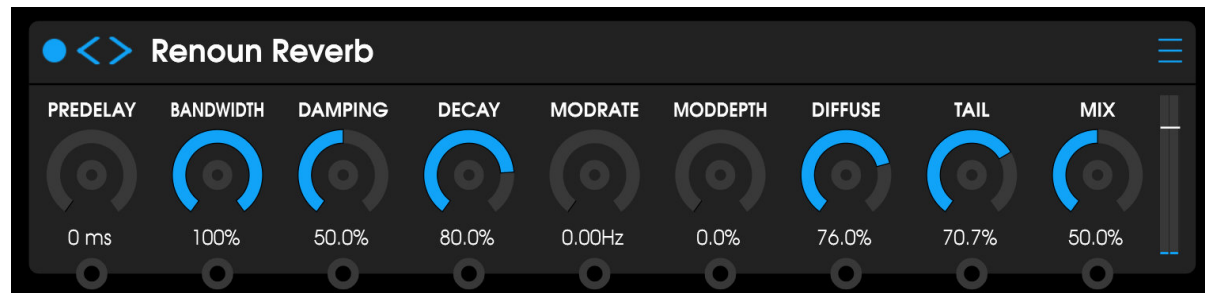 Renoun Reverb
PREDELAY BANDWIDTH DAMPING DECAY MODRATE MODDEPTH DIFFUSE TAIL MIX
0 ms 100% 50.0% 80.0% 0.00Hz 0.0% 76.0% 70.7% 50.0%